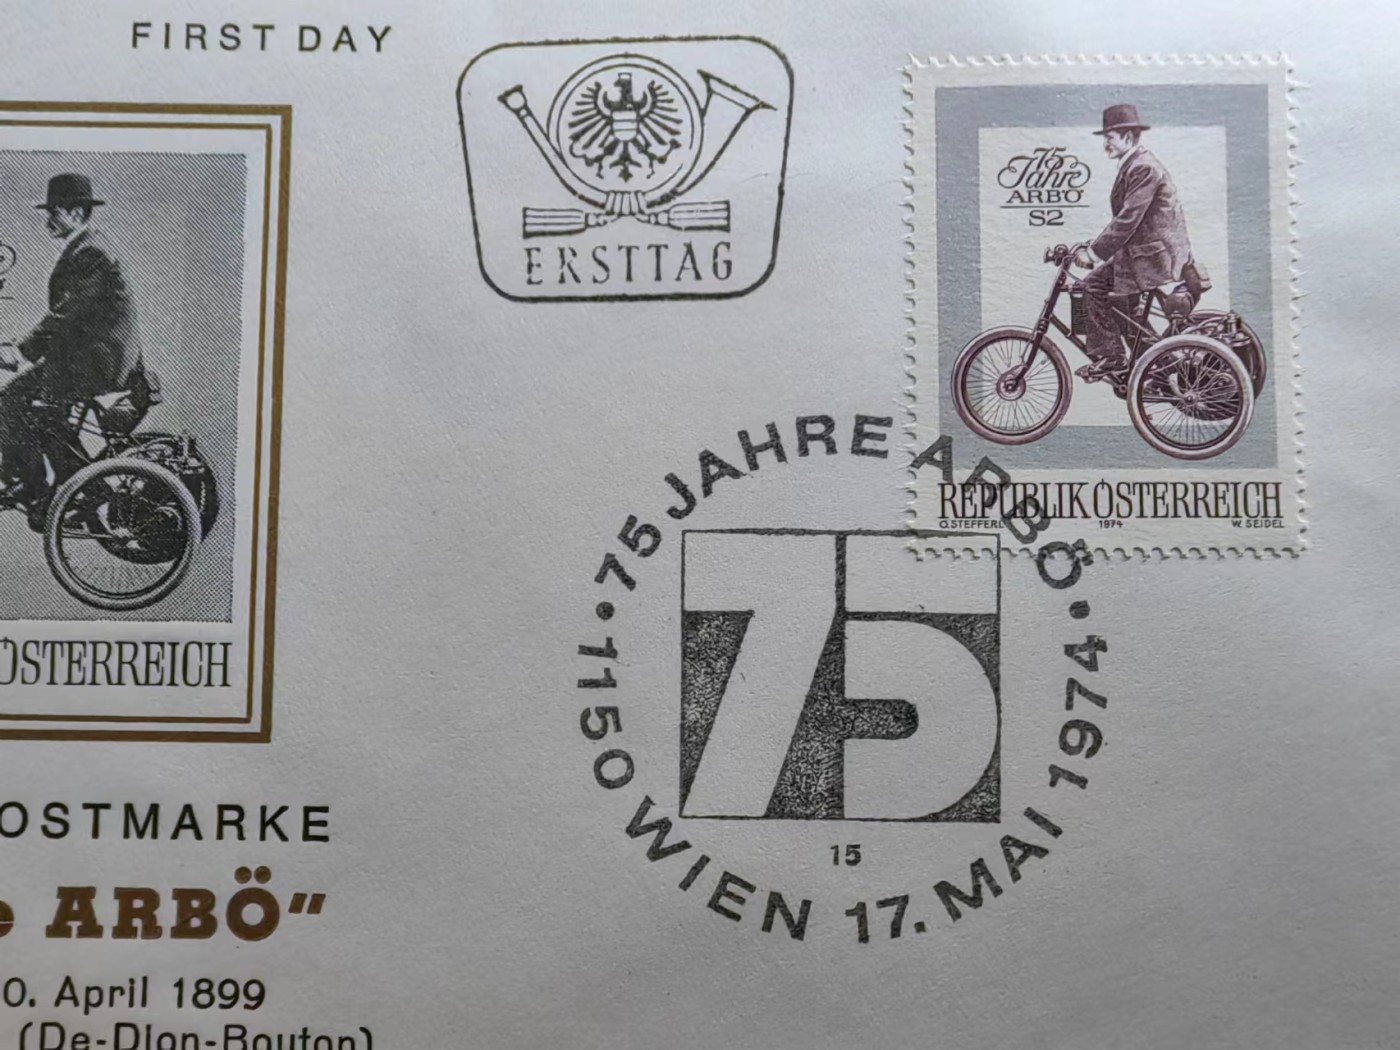 FIRST DAY
ERSTTAG
75
Jahre
ARBÖ
S2
REPUBLIK ÖSTERREICH
O. STEFFERL 1974 W. SEIDEL
ÖSTERREICH
• 75 JAHRE ARBÖ •
1150 WIEN 17. MAI 1974
75
15
OSTMARKE
ARBÖ"
0. April 1899
(De-Dion-Bouton)